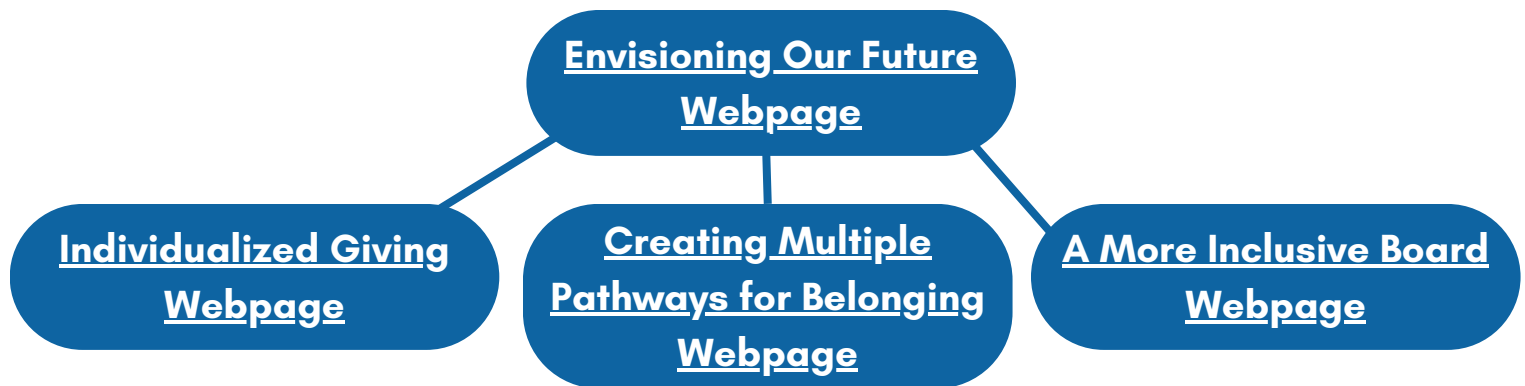 Envisioning Our Future
Webpage
Individualized Giving
Webpage
Creating Multiple
Pathways for Belonging
Webpage
A More Inclusive Board
Webpage